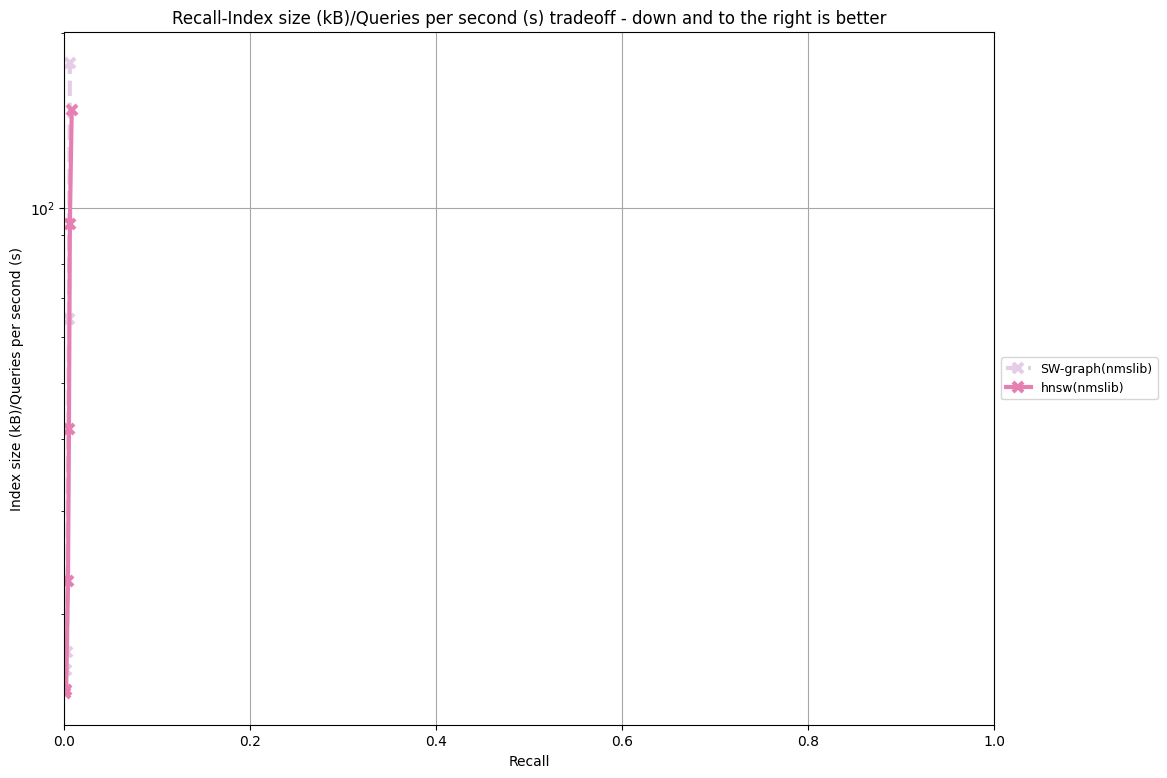 Recall-Index size (kB)/Queries per second (s) tradeoff - down and to the right is better
Index size (kB)/Queries per second (s)
10²
0.0 0.2 0.4 0.6 0.8 1.0
Recall
SW-graph(nmslib)
hnsw(nmslib)